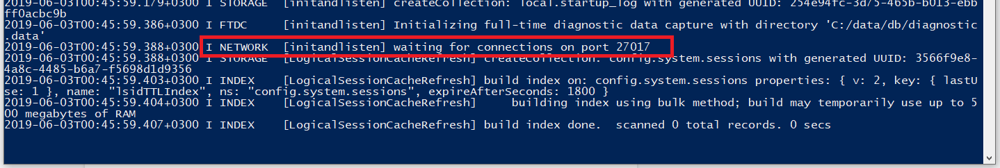 2019-06-03T00:45:59.179+0300 I STORAGE  [initandlisten] createCollection: local.startup_log with generated UUID: 254e94fc-3d75-465b-b013-ebb
ff0acbc9b
2019-06-03T00:45:59.386+0300 I FTDC     [initandlisten] Initializing full-time diagnostic data capture with directory 'C:/data/db/diagnostic
.data'
2019-06-03T00:45:59.388+0300 I NETWORK  [initandlisten] waiting for connections on port 27017
2019-06-03T00:45:59.388+0300 I STORAGE  [LogicalSessionCacheRefresh] createCollection: config.system.sessions with generated UUID: 3566f9e8-
4a8c-4485-b6a7-f5698d1d9356
2019-06-03T00:45:59.403+0300 I INDEX    [LogicalSessionCacheRefresh] build index on: config.system.sessions properties: { v: 2, key: { lastU
se: 1 }, name: "lsidTTLIndex", ns: "config.system.sessions", expireAfterSeconds: 1800 }
2019-06-03T00:45:59.404+0300 I INDEX    [LogicalSessionCacheRefresh]     building index using bulk method; build may temporarily use up to 5
00 megabytes of RAM
2019-06-03T00:45:59.407+0300 I INDEX    [LogicalSessionCacheRefresh] build index done.  scanned 0 total records. 0 secs